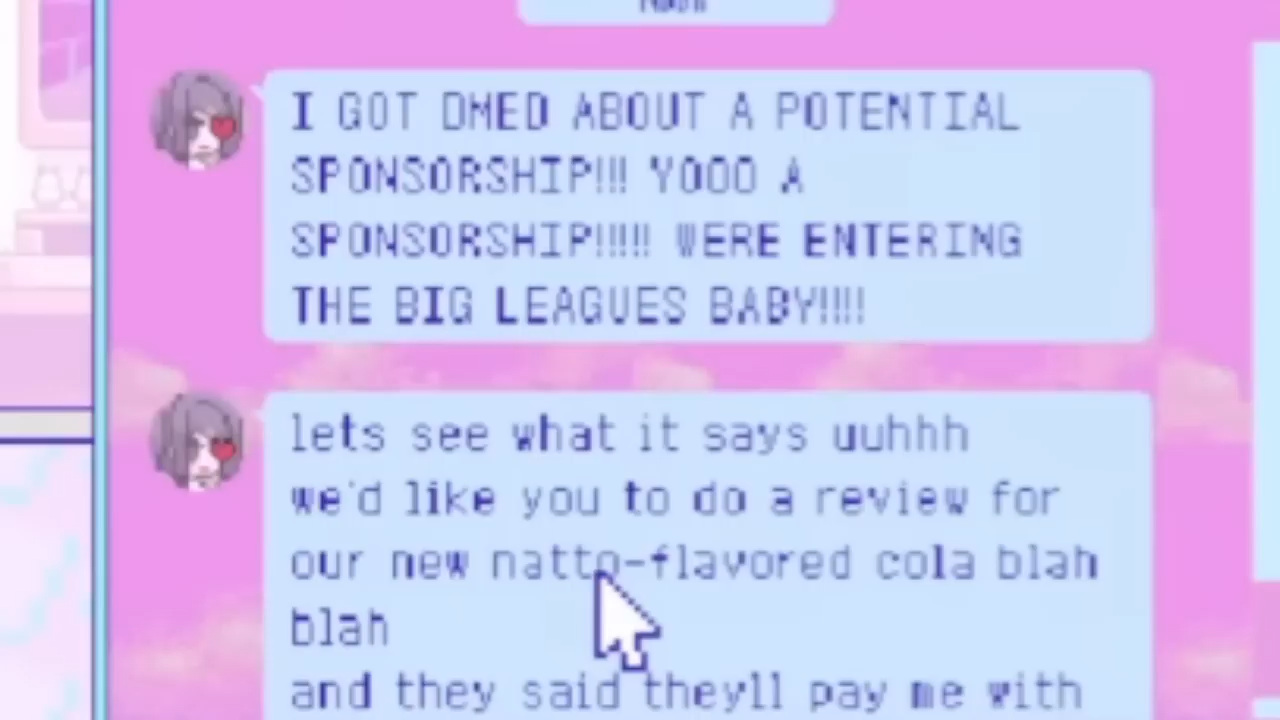 I GOT DMED ABOUT A POTENTIAL
SPONSORSHIP!!! YOOO A
SPONSORSHIP!!!!! WERE ENTERING
THE BIG LEAGUES BABY!!!!
lets see what it says uuhhh
we'd like you to do a review for
our new natto-flavored cola blah
blah
and they said theyll pay me with